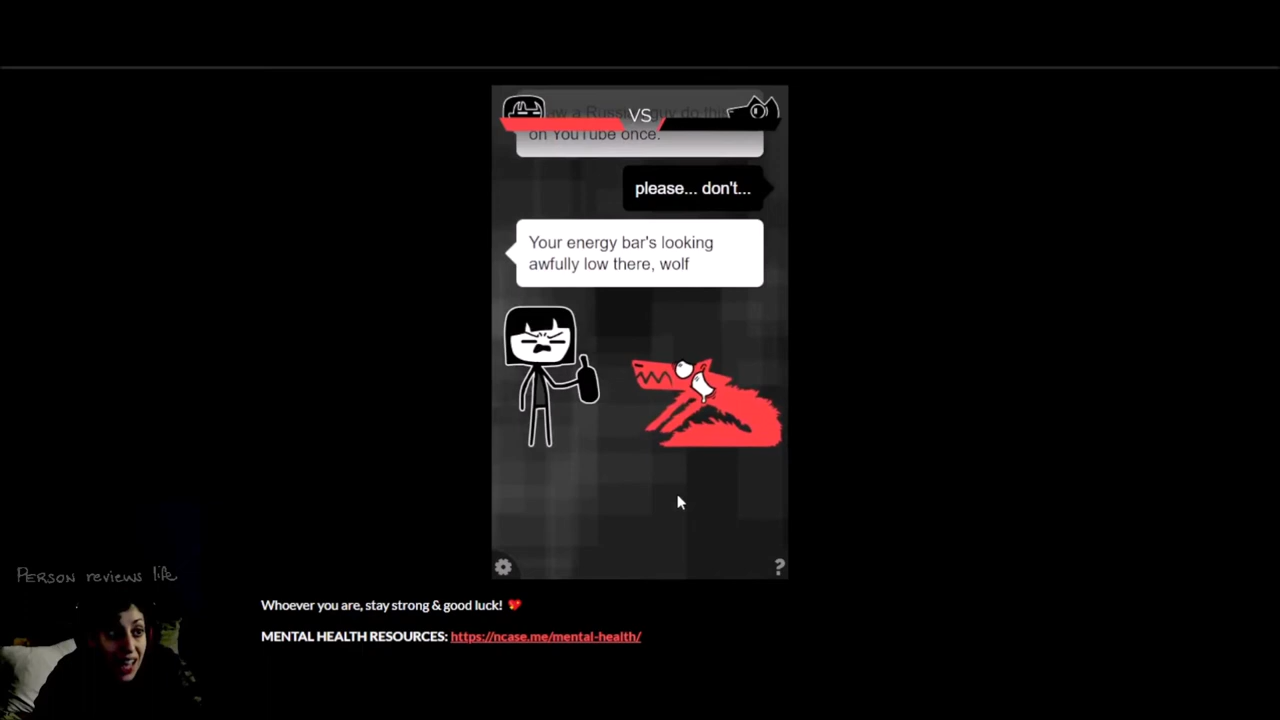 VS
on YouTube once.
please... don't...
Your energy bar's looking
awfully low there, wolf
?
PERSON reviews life
Whoever you are, stay strong & good luck!
MENTAL HEALTH RESOURCES: https://ncase.me/mental-health/